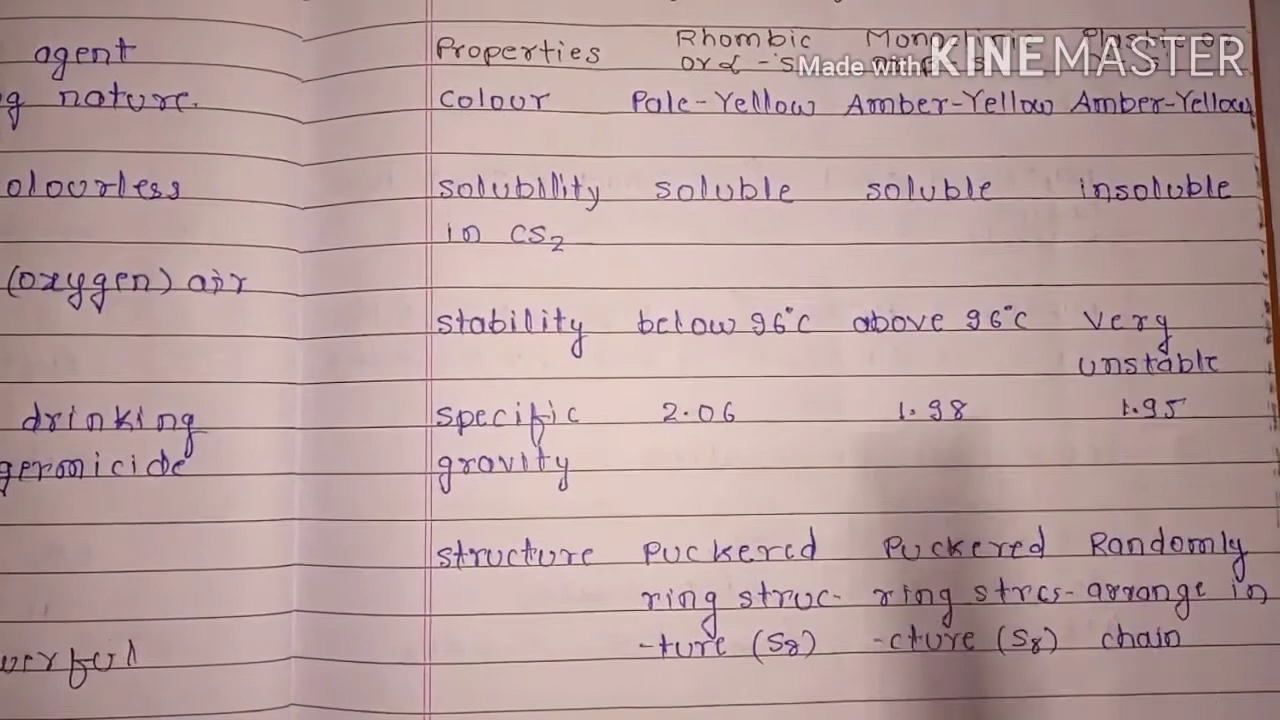 agent
g nature.
olourless
(oxygen) air
drinking
germicide
Properties Rhombic
or α-S
Made with KINEMASTER
Colour Pale-Yellow Amber-Yellow Amber-Yellow
solubility soluble soluble insoluble
in CS2
stability below 96°c above 96°c Very
unstable
specific 2.06 1.98 1.95
gravity
structure Puckered Puckered Randomly
ring struc- ring strcs- arrange in
-ture (S8) -cture (S8) chain